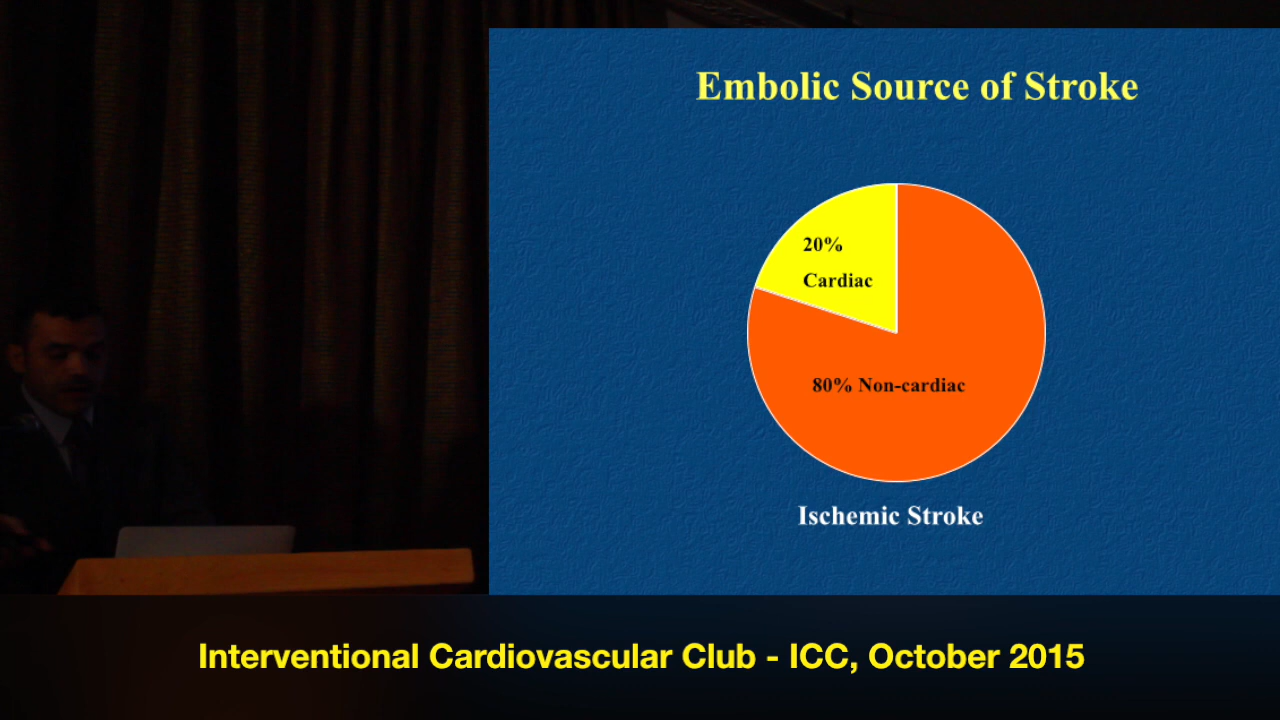 Embolic Source of Stroke
20%
Cardiac
80% Non-cardiac
Ischemic Stroke
Interventional Cardiovascular Club - ICC, October 2015